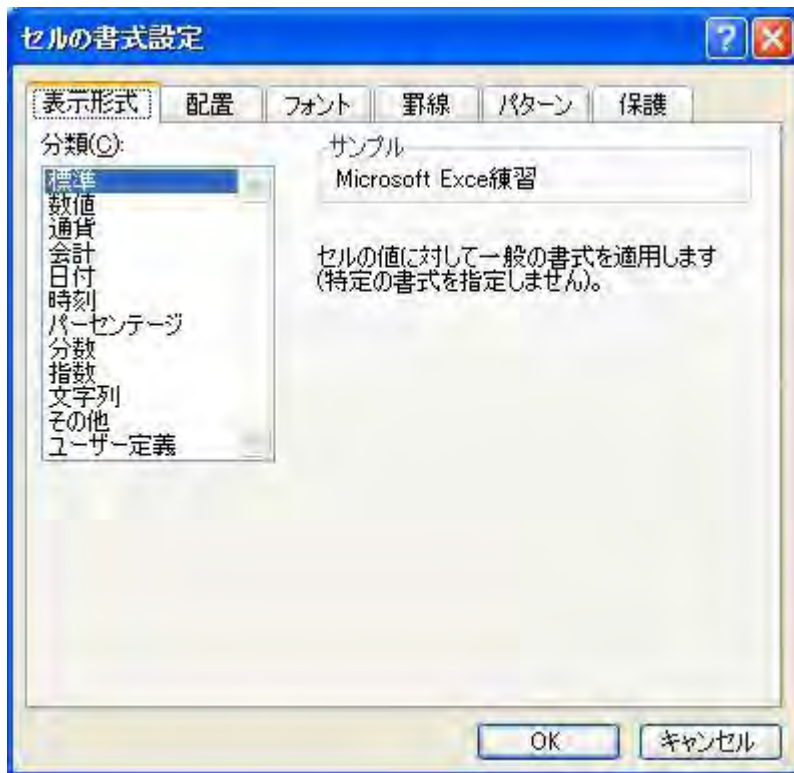 セルの書式設定
表示形式 配置 フォント 罫線 パターン 保護
分類(C):
標準
数値
通貨
会計
日付
時刻
パーセンテージ
分数
指数
文字列
その他
ユーザー定義
サンプル
Microsoft Exce練習
セルの値に対して一般の書式を適用します
(特定の書式を指定しません)。
OK キャンセル